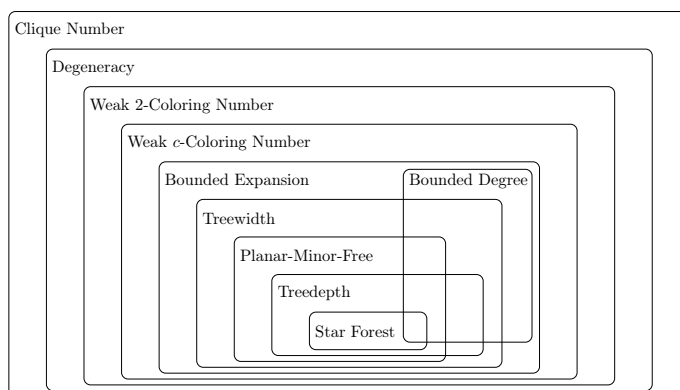 Clique Number
Degeneracy
Weak 2-Coloring Number
Weak c-Coloring Number
Bounded Expansion
Bounded Degree
Treewidth
Planar-Minor-Free
Treedepth
Star Forest